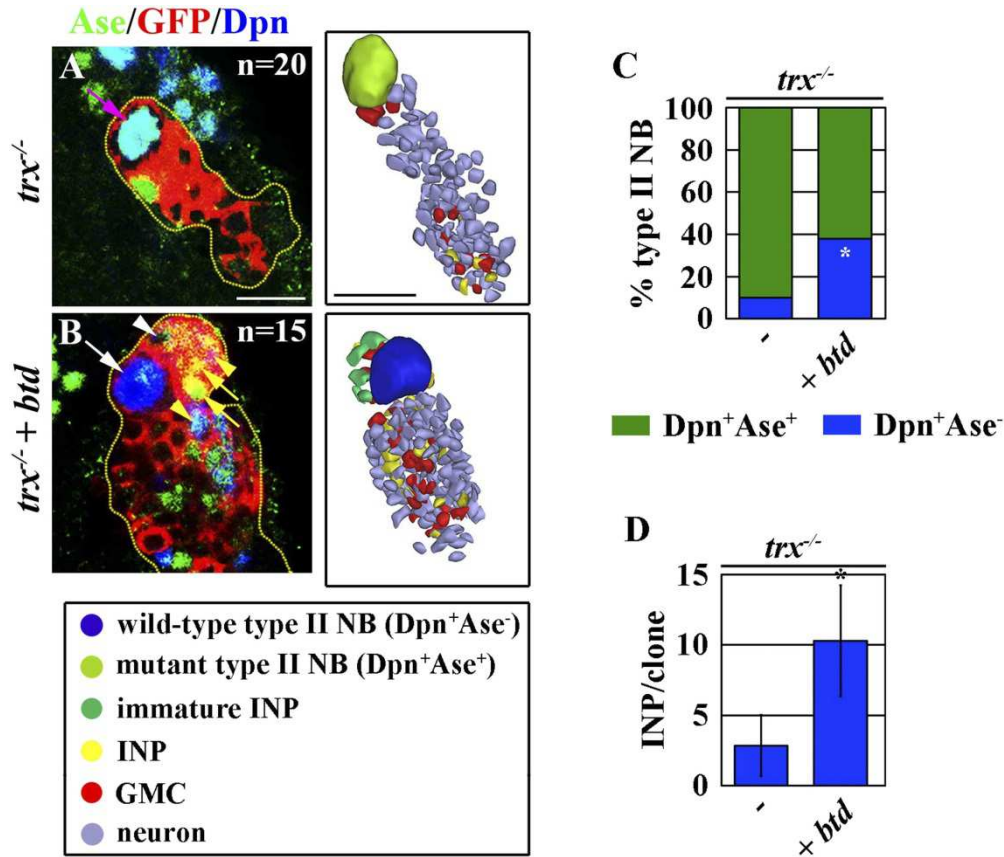 Ase/GFP/Dpn
A
n=20
trx-/-
B
n=15
trx-/- + btd
wild-type type II NB (Dpn+Ase-)
mutant type II NB (Dpn+Ase+)
immature INP
INP
GMC
neuron
C
trx-/-
% type II NB
100
80
60
40
20
0
*
-
+ btd
Dpn+Ase+
Dpn+Ase-
D
trx-/-
INP/clone
15
10
5
0
*
-
+ btd